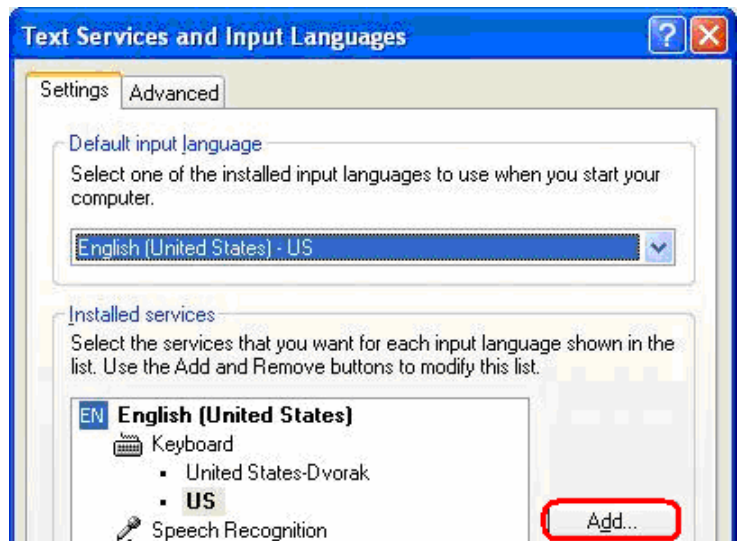 Text Services and Input Languages
Settings
Advanced
Default input language
Select one of the installed input languages to use when you start your
computer.
English (United States) - US
Installed services
Select the services that you want for each input language shown in the
list. Use the Add and Remove buttons to modify this list.
EN English (United States)
Keyboard
United States-Dvorak
US
Add...
Speech Recognition